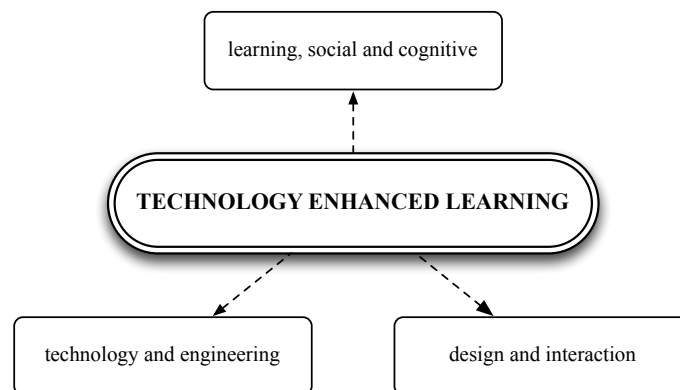 learning, social and cognitive
TECHNOLOGY ENHANCED LEARNING
technology and engineering
design and interaction